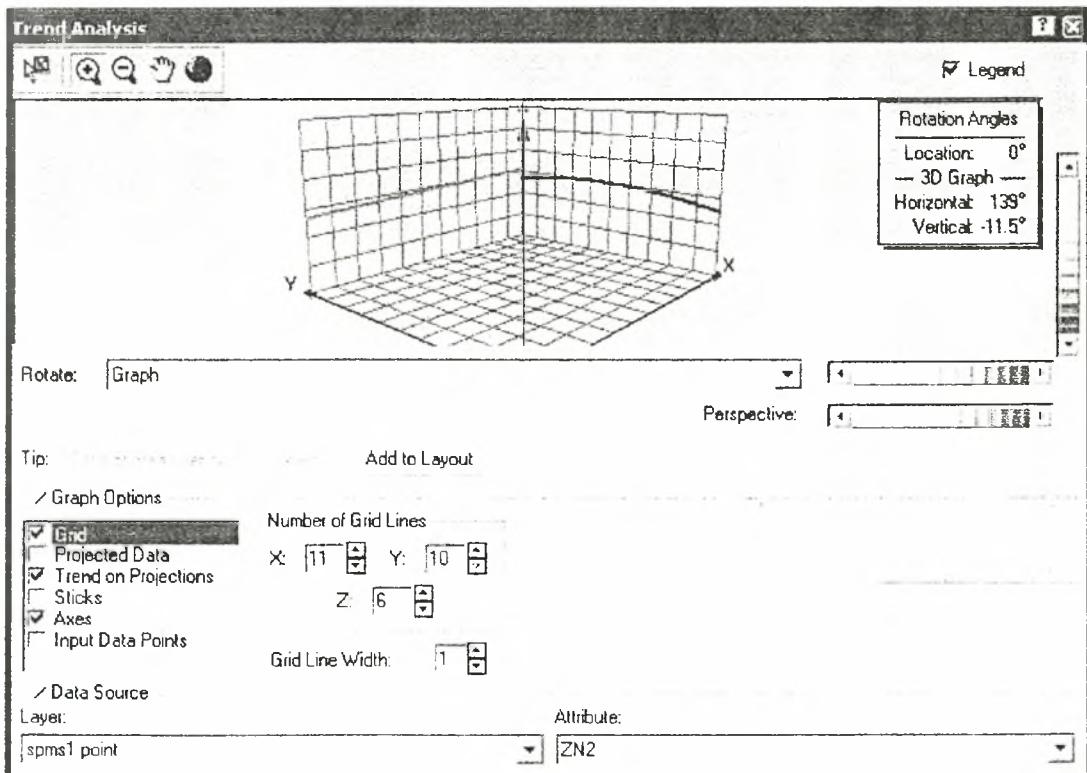 Trend Analysis
Legend
Rotation Angles
Location: 0°
3D Graph
Horizontal: 139°
Vertical: -11.5°
Y
X
Rotate: Graph
Perspective:
Tip:
Add to Layout
Graph Options
Grid
Projected Data
Trend on Projections
Sticks
Axes
Input Data Points
Number of Grid Lines
X: 11 Y: 10
Z: 6
Grid Line Width: 1
Data Source
Layer:
Attribute:
spms1 point
ZN2